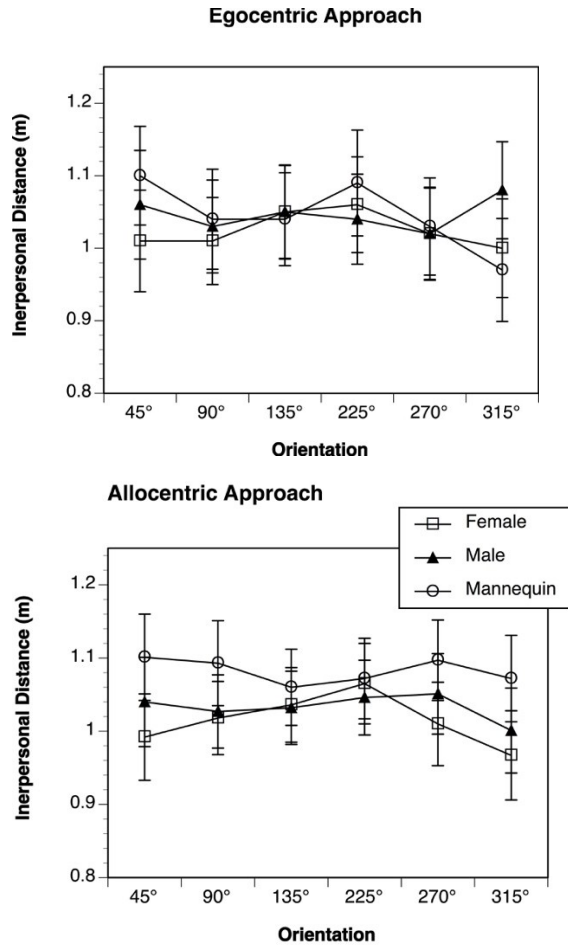 Egocentric Approach
Inerpersonal Distance (m)
1.2
1.1
1
0.9
0.8
45° 90° 135° 225° 270° 315°
Orientation
Allocentric Approach
Female
Male
Mannequin
Inerpersonal Distance (m)
1.2
1.1
1
0.9
0.8
45° 90° 135° 225° 270° 315°
Orientation